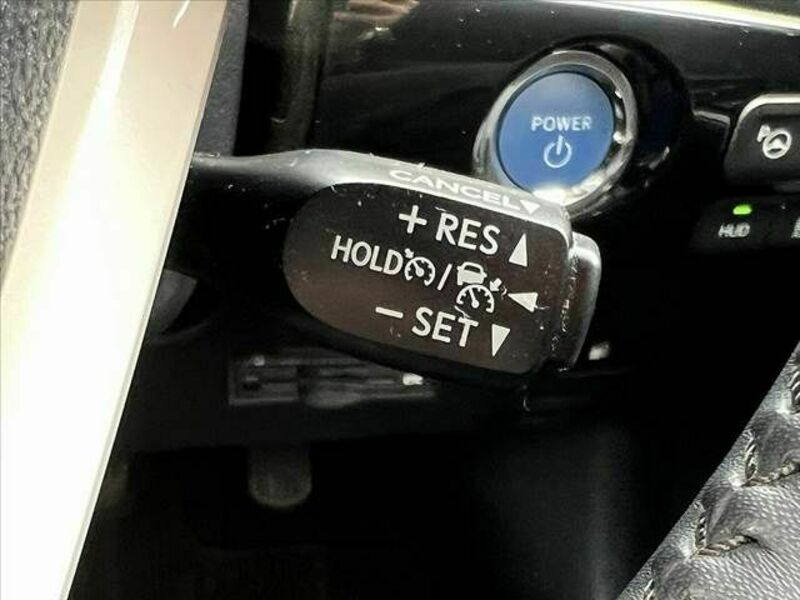 POWER
CANCEL
+ RES
HOLD /
- SET
HUD